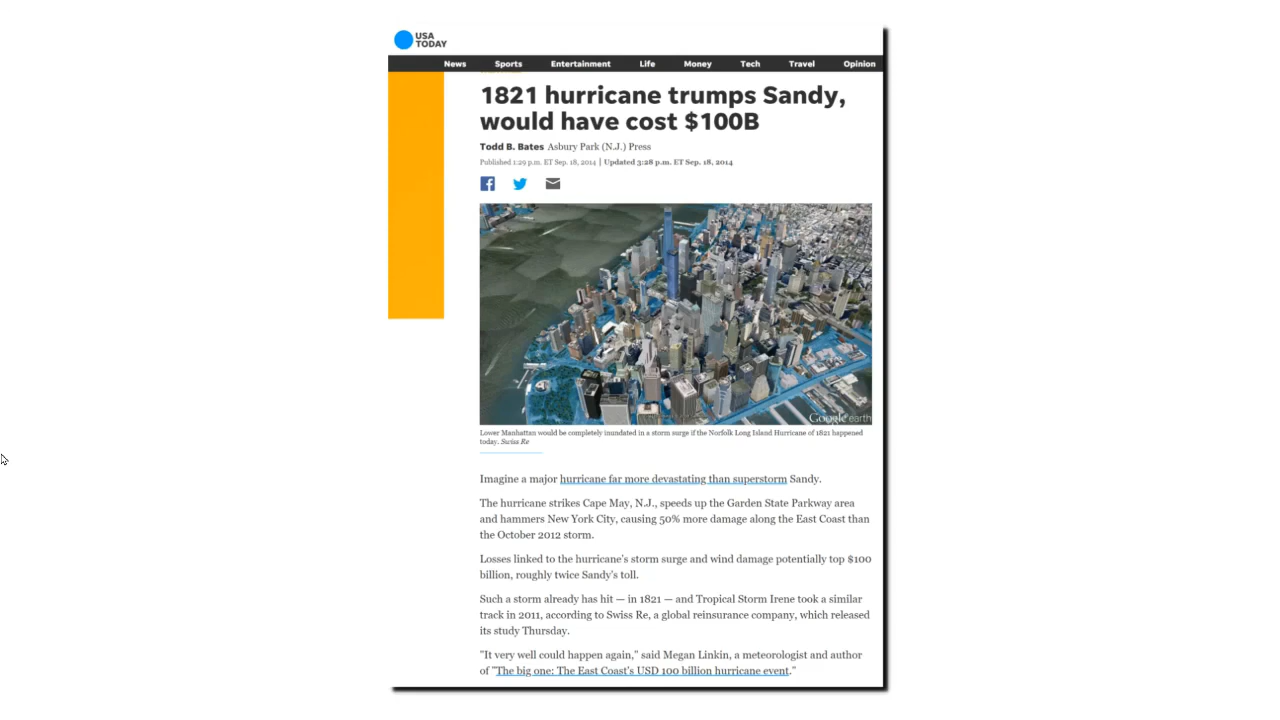 USA
TODAY
News Sports Entertainment Life Money Tech Travel Opinion
1821 hurricane trumps Sandy,
would have cost $100B
Todd B. Bates Asbury Park (N.J.) Press
Published 1:29 p.m. ET Sep. 18, 2014 | Updated 3:28 p.m. ET Sep. 18, 2014
Google earth
Lower Manhattan would be completely inundated in a storm surge if the Norfolk Long Island Hurricane of 1821 happened
today. Swiss Re
Imagine a major hurricane far more devastating than superstorm Sandy.
The hurricane strikes Cape May, N.J., speeds up the Garden State Parkway area
and hammers New York City, causing 50% more damage along the East Coast than
the October 2012 storm.
Losses linked to the hurricane's storm surge and wind damage potentially top $100
billion, roughly twice Sandy's toll.
Such a storm already has hit — in 1821 — and Tropical Storm Irene took a similar
track in 2011, according to Swiss Re, a global reinsurance company, which released
its study Thursday.
"It very well could happen again," said Megan Linkin, a meteorologist and author
of "The big one: The East Coast's USD 100 billion hurricane event."